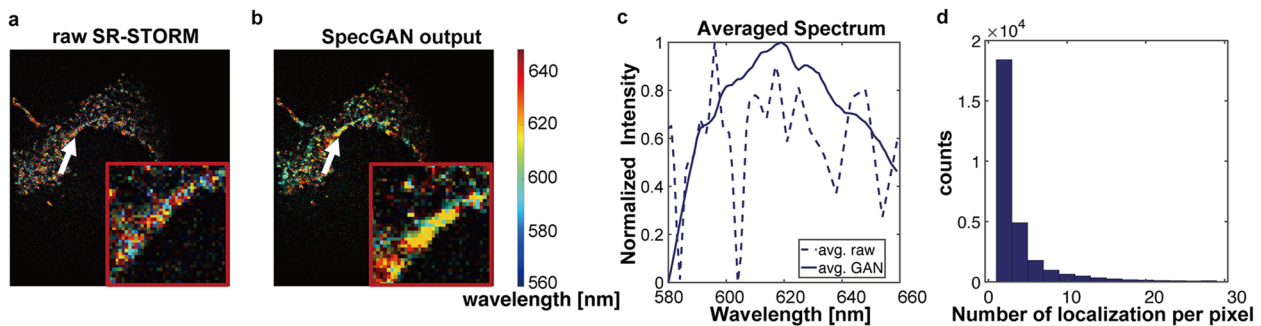 a
raw SR-STORM
b
SpecGAN output
640
620
600
580
560
wavelength [nm]
c
Averaged Spectrum
Normalized Intensity
1
0.8
0.6
0.4
0.2
0
580
600
620
640
660
Wavelength [nm]
avg. raw
avg. GAN
d
×10⁴
2
1.5
1
0.5
0
counts
0
10
20
30
Number of localization per pixel